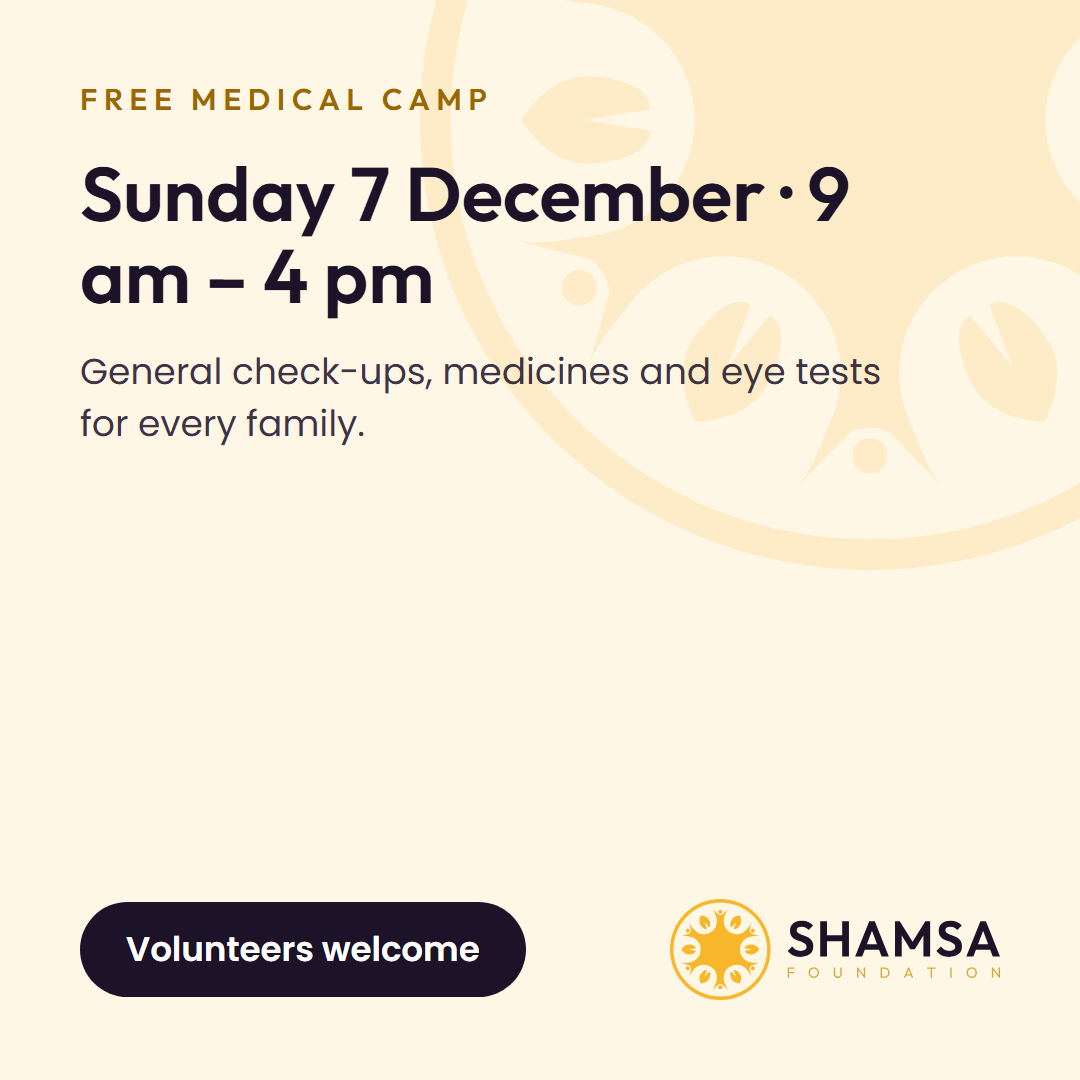 FREE MEDICAL CAMP
Sunday 7 December · 9
am – 4 pm
General check-ups, medicines and eye tests
for every family.
Volunteers welcome
SHAMSA
FOUNDATION